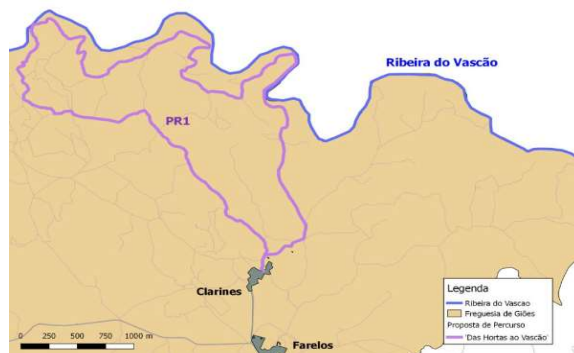 Ribeira do Vascão
PR1
Clarines
Farelos
0 250 500 750 1000 m
Legenda
Ribeira do Vascao
Freguesia de Giões
Proposta de Percurso
'Das Hortas ao Vascão'